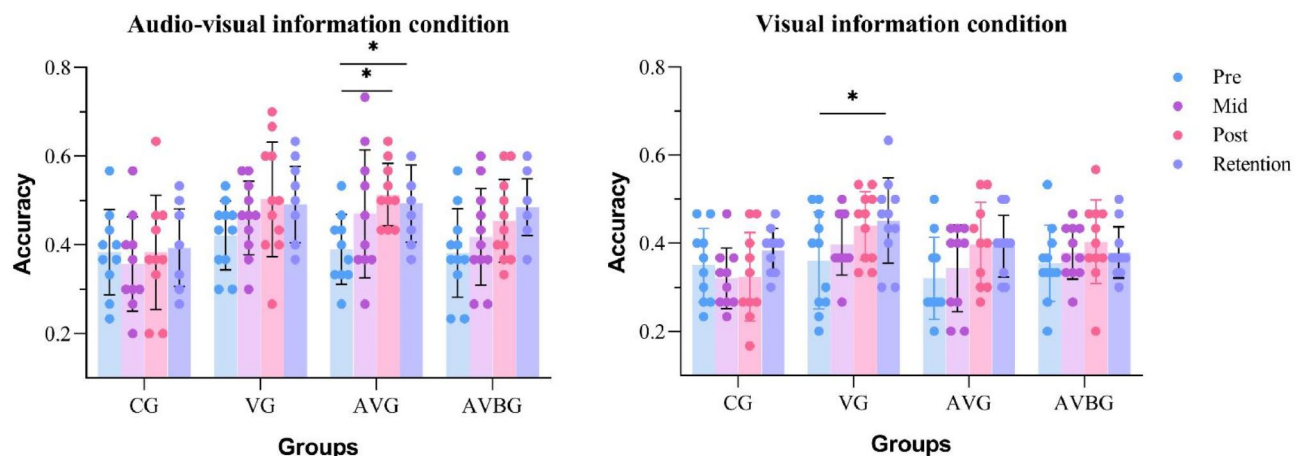 Audio-visual information condition
Visual information condition
*
*
*
0.8
0.6
0.4
0.2
Accuracy
CG VG AVG AVBG
Groups
0.8
0.6
0.4
0.2
Accuracy
CG VG AVG AVBG
Groups
Pre
Mid
Post
Retention